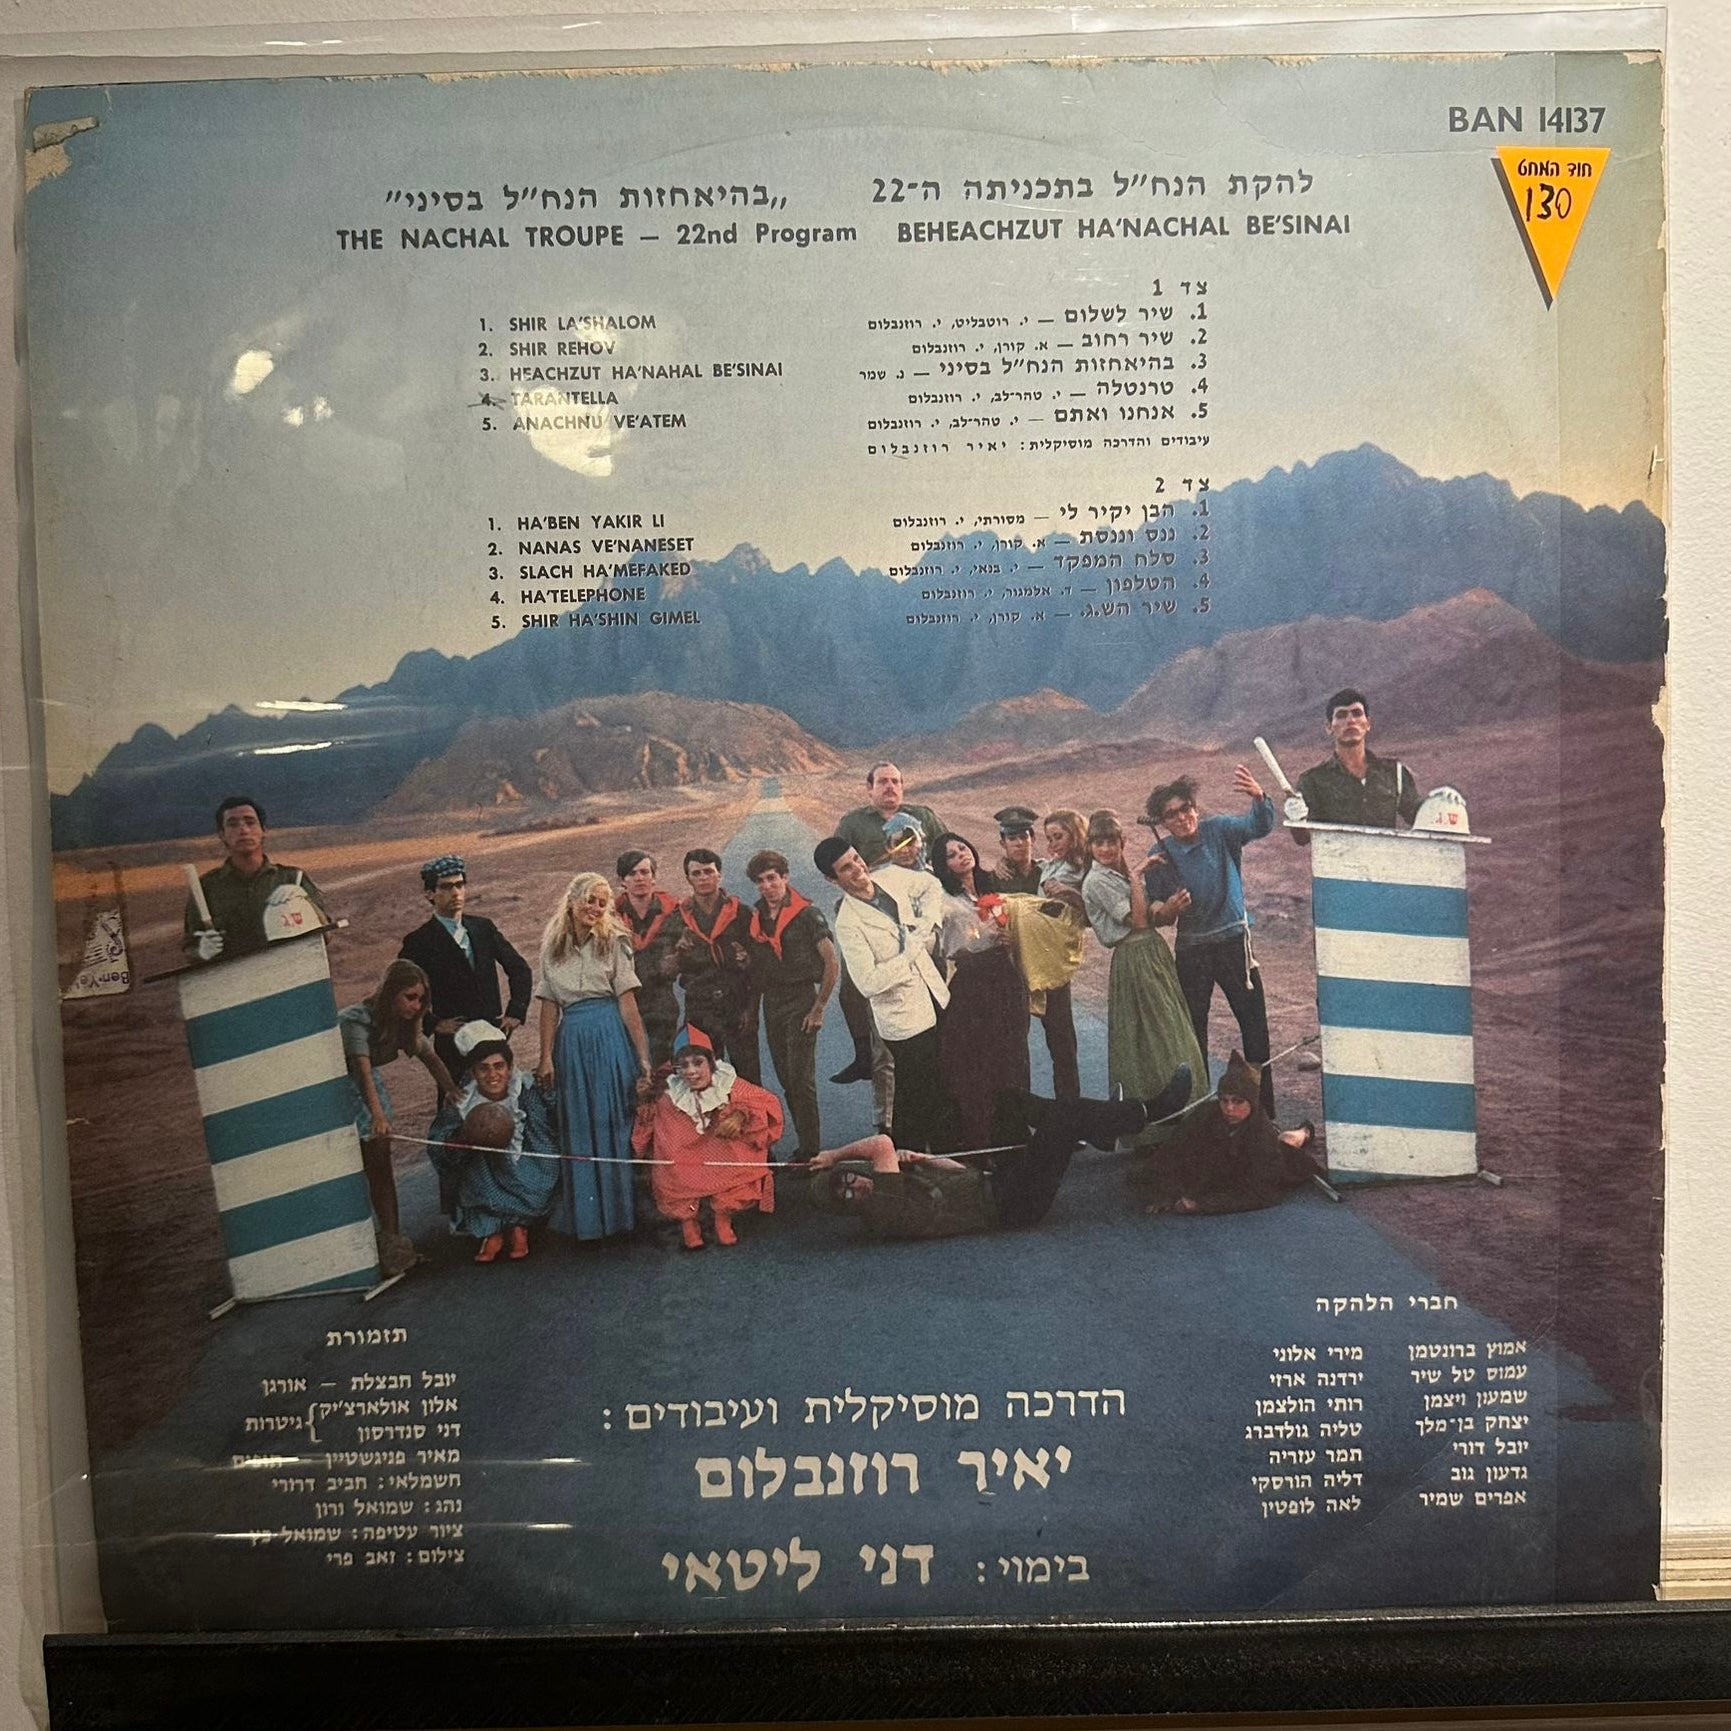 BAN 14137
חוד המחט
130
להקת הנח״ל בתכניתה ה־22 „בהיאחזות הנח״ל בסיני״
THE NACHAL TROUPE — 22nd Program BEHEACHZUT HA'NACHAL BE'SINAI
צד 1
1. שיר לשלום — י. רוטבליט, י. רוזנבלום
2. שיר רחוב — א. קורן, י. רוזנבלום
3. בהיאחזות הנח״ל בסיני — נ. שמר
4. טרנטלה — י. טהר־לב, י. רוזנבלום
5. אנחנו ואתם — י. טהר־לב, י. רוזנבלום
עיבודים והדרכה מוסיקלית: יאיר רוזנבלום
1. SHIR LA'SHALOM
2. SHIR REHOV
3. HEACHZUT HA'NAHAL BE'SINAI
4. TARANTELLA
5. ANACHNU VE'ATEM
צד 2
1. הבן יקיר לי — מסורתי, י. רוזנבלום
2. ננס וננסת — א. קורן, י. רוזנבלום
3. סלח המפקד — י. בנאי, י. רוזנבלום
4. הטלפון — ד. אלמגור, י. רוזנבלום
5. שיר הש.ג. — א. קורן, י. רוזנבלום
1. HA'BEN YAKIR LI
2. NANAS VE'NANESET
3. SLACH HA'MEFAKED
4. HA'TELEPHONE
5. SHIR HA'SHIN GIMEL
ש.ג.
ש.ג.
חברי הלהקה
אמוץ ברונטמן מירי אלוני
עמוס טל שיר ירדנה ארזי
שמעון ויצמן רותי הולצמן
יצחק בן־מלך טליה גולדברג
יובל דורי תמר עזריה
גדעון גוב דליה הורסקי
אפרים שמיר לאה לופטין
הדרכה מוסיקלית ועיבודים:
יאיר רוזנבלום
בימוי: דני ליטאי
תזמורת
יובל חבצלת — אורגן
אלון אולארצ׳יק
דני סנדרסון
גיטרות
מאיר פניגשטיין — תופים
חשמלאי: חביב דרורי
נהג: שמואל ורון
ציור עטיפה: שמואל כץ
צילום: זאב פרי